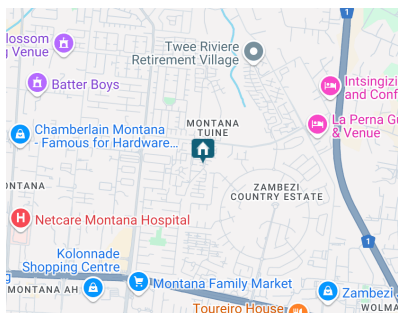 1
lossom
g Venue
Twee Riviere
Retirement Village
Batter Boys
Intsingizi
and Conf
MONTANA
TUINE
La Perna Gu
& Venue
Chamberlain Montana
- Famous for Hardware...
ONTANA
ZAMBEZI
COUNTRY ESTATE
H
Netcare Montana Hospital
1
Kolonnade
Shopping Centre
g
MONTANA AH
Montana Family Market
Zambezi
Toureiro House
WOLMA